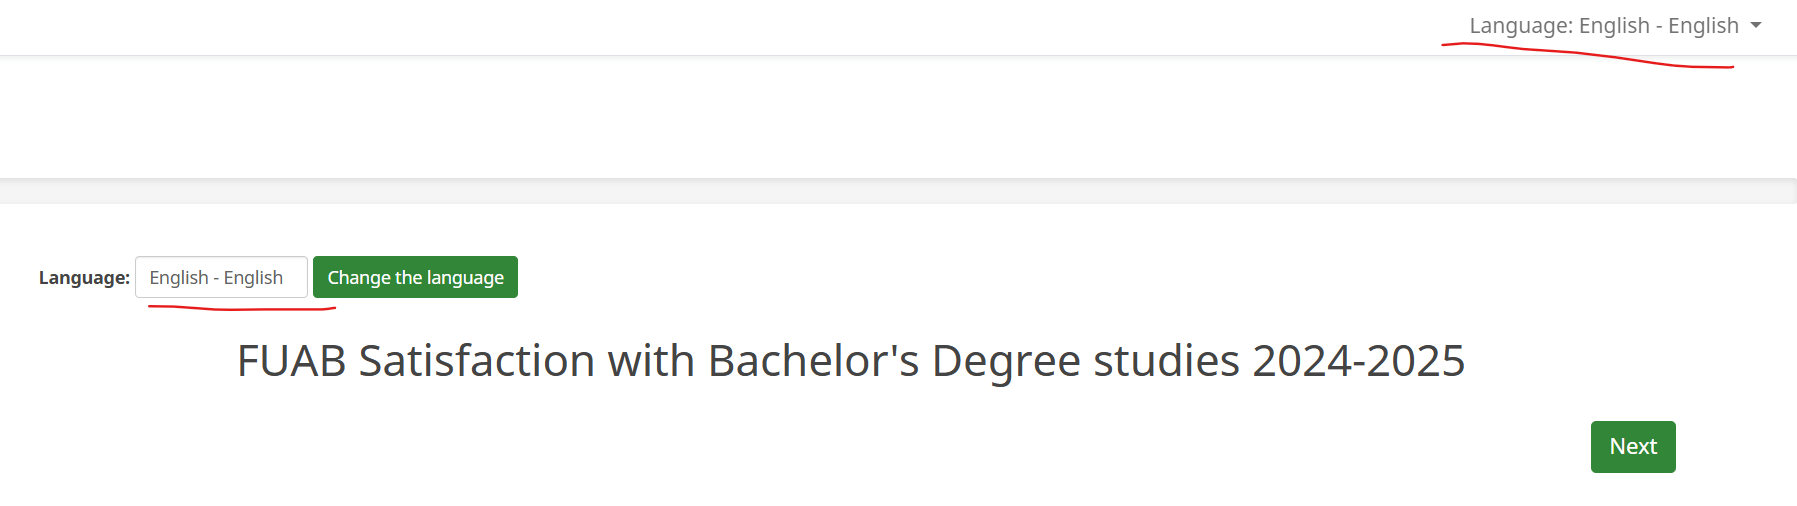 Language: English - English
Language: English - English Change the language
FUAB Satisfaction with Bachelor's Degree studies 2024-2025
Next